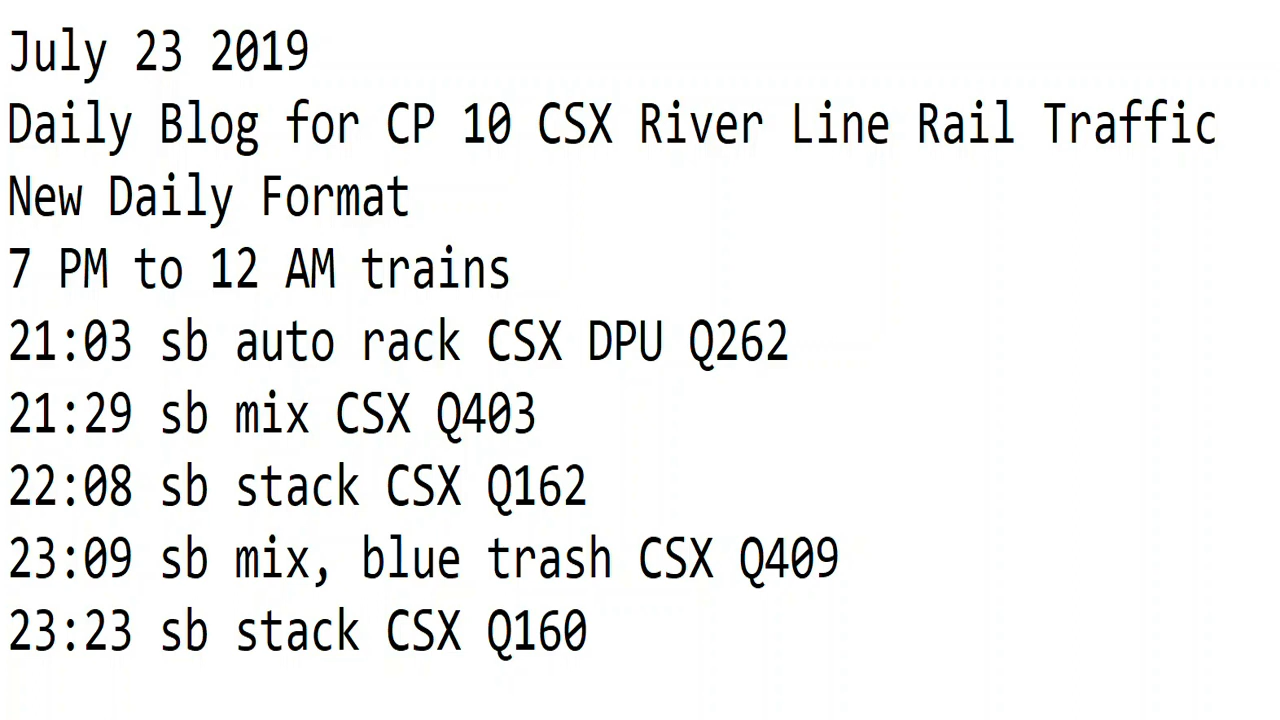 July 23 2019
Daily Blog for CP 10 CSX River Line Rail Traffic
New Daily Format
7 PM to 12 AM trains
21:03 sb auto rack CSX DPU Q262
21:29 sb mix CSX Q403
22:08 sb stack CSX Q162
23:09 sb mix, blue trash CSX Q409
23:23 sb stack CSX Q160